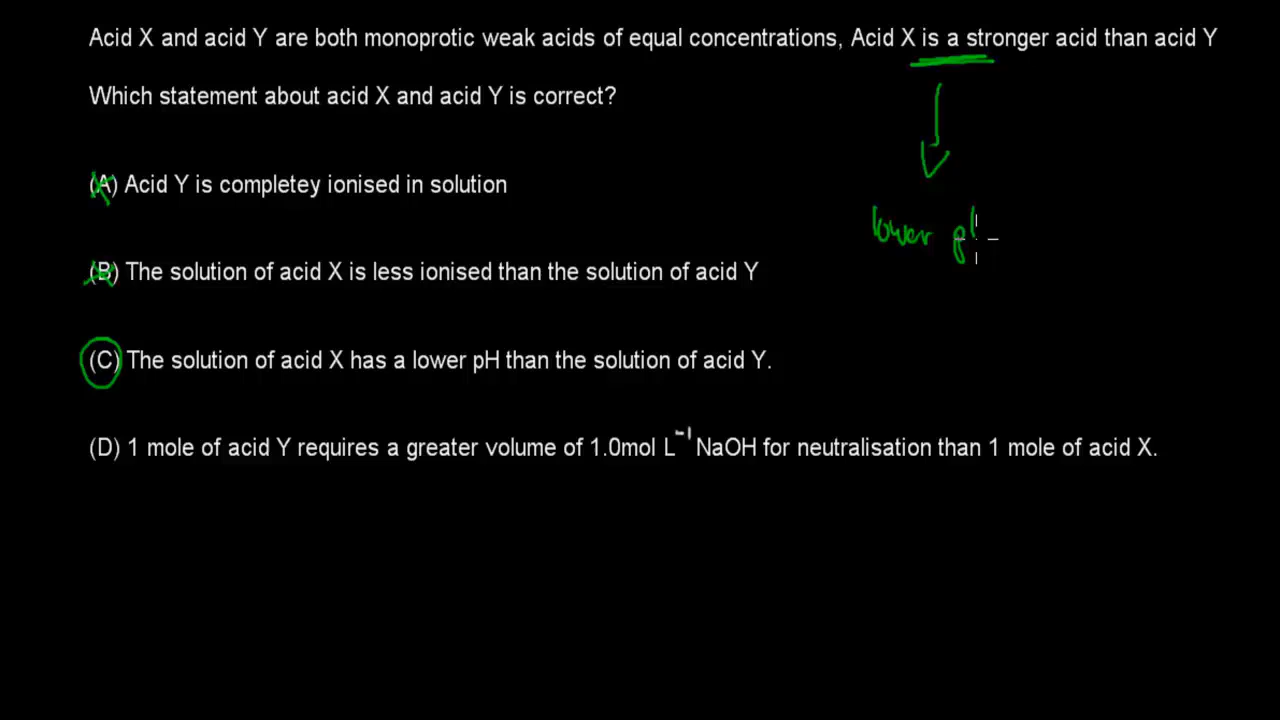 Acid X and acid Y are both monoprotic weak acids of equal concentrations, Acid X is a stronger acid than acid Y
Which statement about acid X and acid Y is correct?
(A) Acid Y is completey ionised in solution
lower
(B) The solution of acid X is less ionised than the solution of acid Y
(C) The solution of acid X has a lower pH than the solution of acid Y.
(D) 1 mole of acid Y requires a greater volume of 1.0mol L⁻¹ NaOH for neutralisation than 1 mole of acid X.